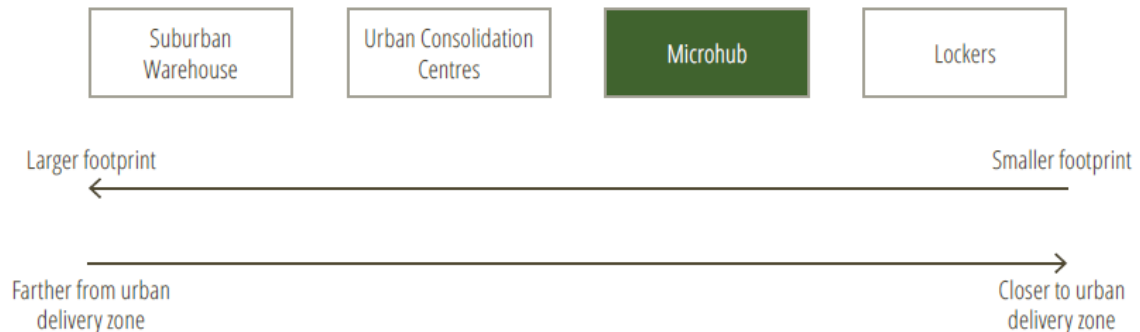 Suburban
Warehouse
Urban Consolidation
Centres
Microhub
Lockers
Larger footprint
Smaller footprint
Farther from urban
delivery zone
Closer to urban
delivery zone